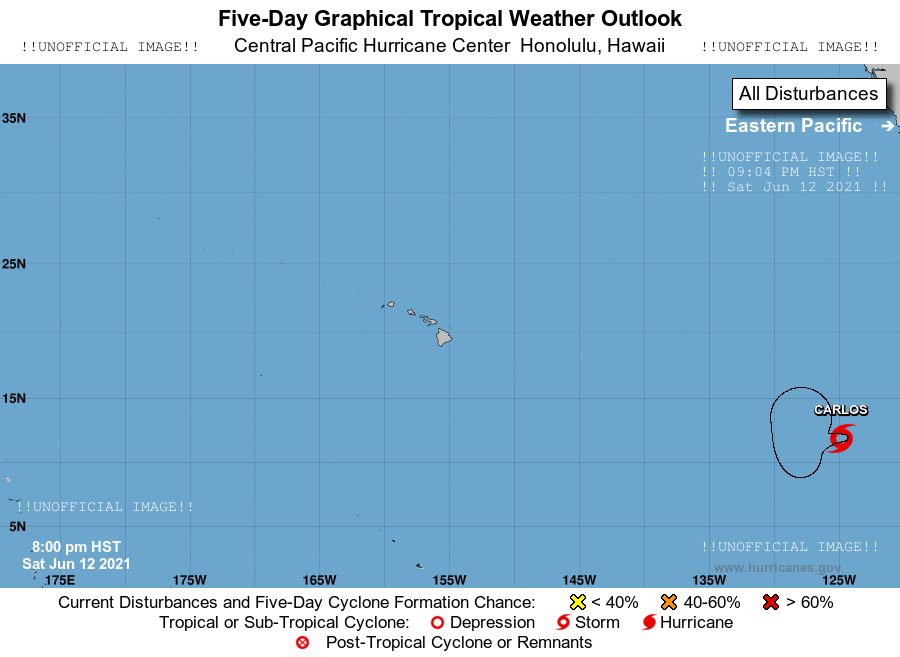 Five-Day Graphical Tropical Weather Outlook
!!UNOFFICIAL IMAGE!! Central Pacific Hurricane Center Honolulu, Hawaii !!UNOFFICIAL IMAGE!!
All Disturbances
35N
Eastern Pacific →
!!UNOFFICIAL IMAGE!!
!! 09:04 PM HST !!
!! Sat Jun 12 2021 !!
25N
15N
CARLOS
!!UNOFFICIAL IMAGE!!
5N
8:00 pm HST
Sat Jun 12 2021
!!UNOFFICIAL IMAGE!!
www.hurricanes.gov
175E 175W 165W 155W 145W 135W 125W
Current Disturbances and Five-Day Cyclone Formation Chance: < 40% 40-60% > 60%
Tropical or Sub-Tropical Cyclone: Depression Storm Hurricane
Post-Tropical Cyclone or Remnants